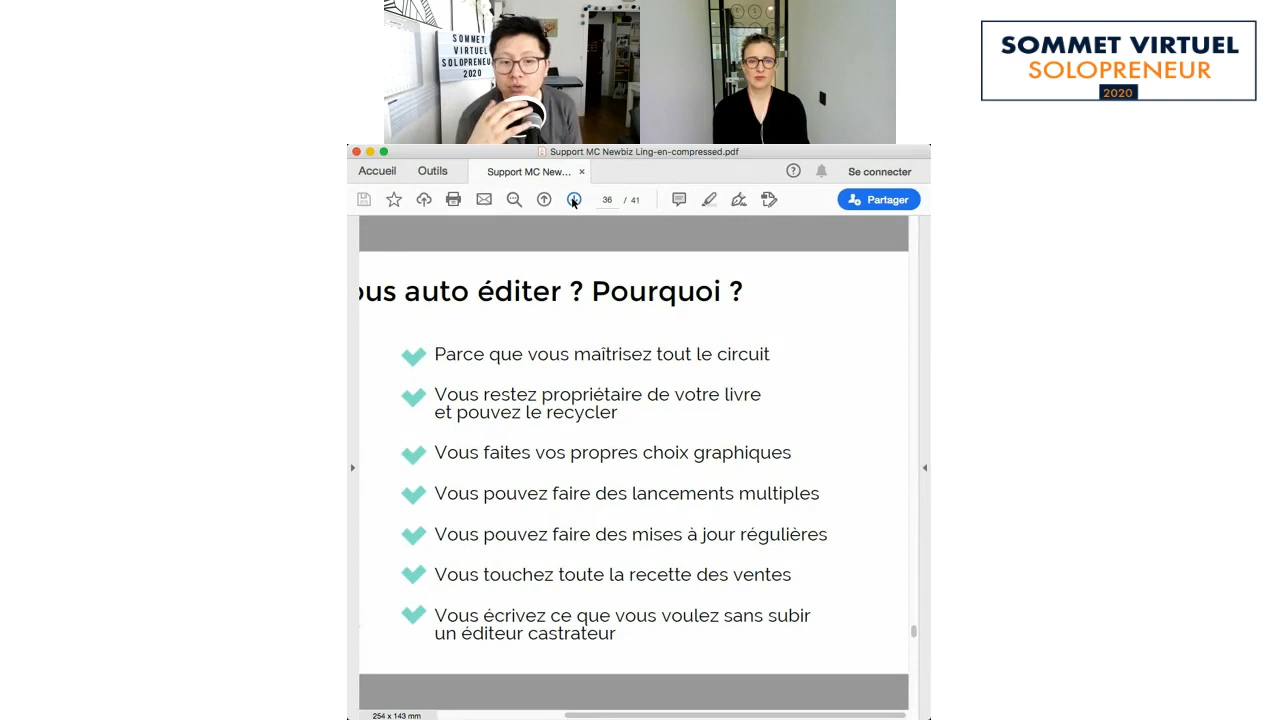 SOMMET
VIRTUEL
SOLOPRENEUR
2020
SOMMET VIRTUEL
SOLOPRENEUR
2020
Support MC Newbiz Ling-en-compressed.pdf
Accueil
Outils
Support MC New...
×
?
Se connecter
36 / 41
Partager
ous auto éditer ? Pourquoi ?
Parce que vous maîtrisez tout le circuit
Vous restez propriétaire de votre livre
et pouvez le recycler
Vous faites vos propres choix graphiques
Vous pouvez faire des lancements multiples
Vous pouvez faire des mises à jour régulières
Vous touchez toute la recette des ventes
Vous écrivez ce que vous voulez sans subir
un éditeur castrateur
254 x 143 mm